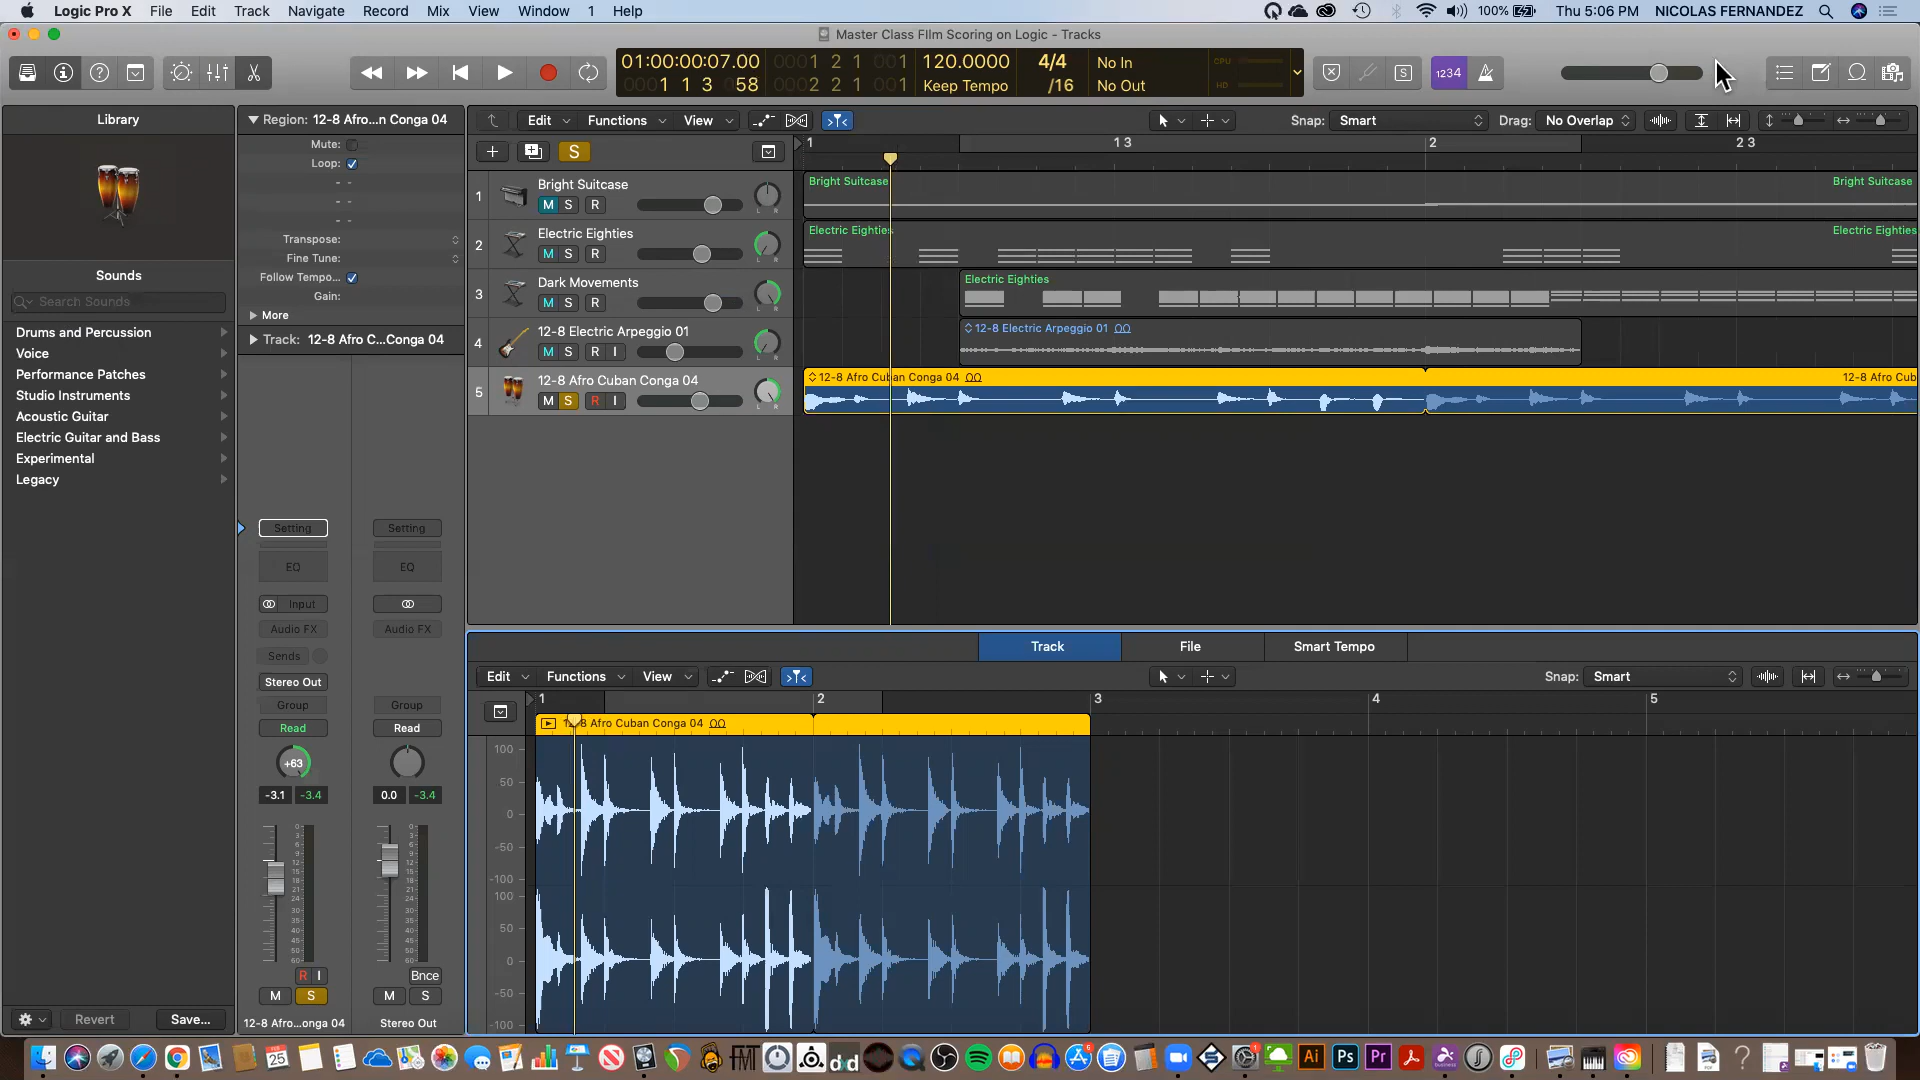 Logic Pro X File Edit Track Navigate Record Mix View Window 1 Help
100% Thu 5:06 PM NICOLAS FERNANDEZ
Master Class FIlm Scoring on Logic - Tracks
01:00:00:07.00
1 1 3 58
0001 2 1 001
0002 2 1 001
120.0000
Keep Tempo
4/4
/16
No In
No Out
CPU
HD
S
1234
Library
Sounds
Search Sounds
Drums and Percussion
Voice
Performance Patches
Studio Instruments
Acoustic Guitar
Electric Guitar and Bass
Experimental
Legacy
Revert Save...
Region: 12-8 Afro...n Conga 04
Mute:
Loop:
Transpose:
Fine Tune:
Follow Tempo...
Gain:
More
Track: 12-8 Afro C...Conga 04
Setting Setting
EQ EQ
Input
Audio FX Audio FX
Sends
Stereo Out
Group Group
Read Read
+63
-3.1 -3.4 0.0 -3.4
R I Bnce
M S M S
12-8 Afro...onga 04 Stereo Out
Edit Functions View Snap: Smart Drag: No Overlap
S
1 1 3 2 2 3
1 Bright Suitcase
M S R
2 Electric Eighties
M S R
3 Dark Movements
M S R
4 12-8 Electric Arpeggio 01
M S R I
5 12-8 Afro Cuban Conga 04
M S R I
Bright Suitcase Bright Suitcase
Electric Eighties Electric Eighties
Electric Eighties
12-8 Electric Arpeggio 01
12-8 Afro Cuban Conga 04 12-8 Afro Cub
Track File Smart Tempo
Edit Functions View Snap: Smart
1 2 3 4 5
8 Afro Cuban Conga 04
100
50
0
-50
-100
100
50
0
-50
-100